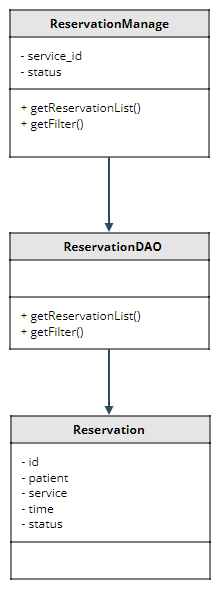 ReservationManage
- service_id
- status
+ getReservationList()
+ getFilter()
ReservationDAO
+ getReservationList()
+ getFilter()
Reservation
- id
- patient
- service
- time
- status